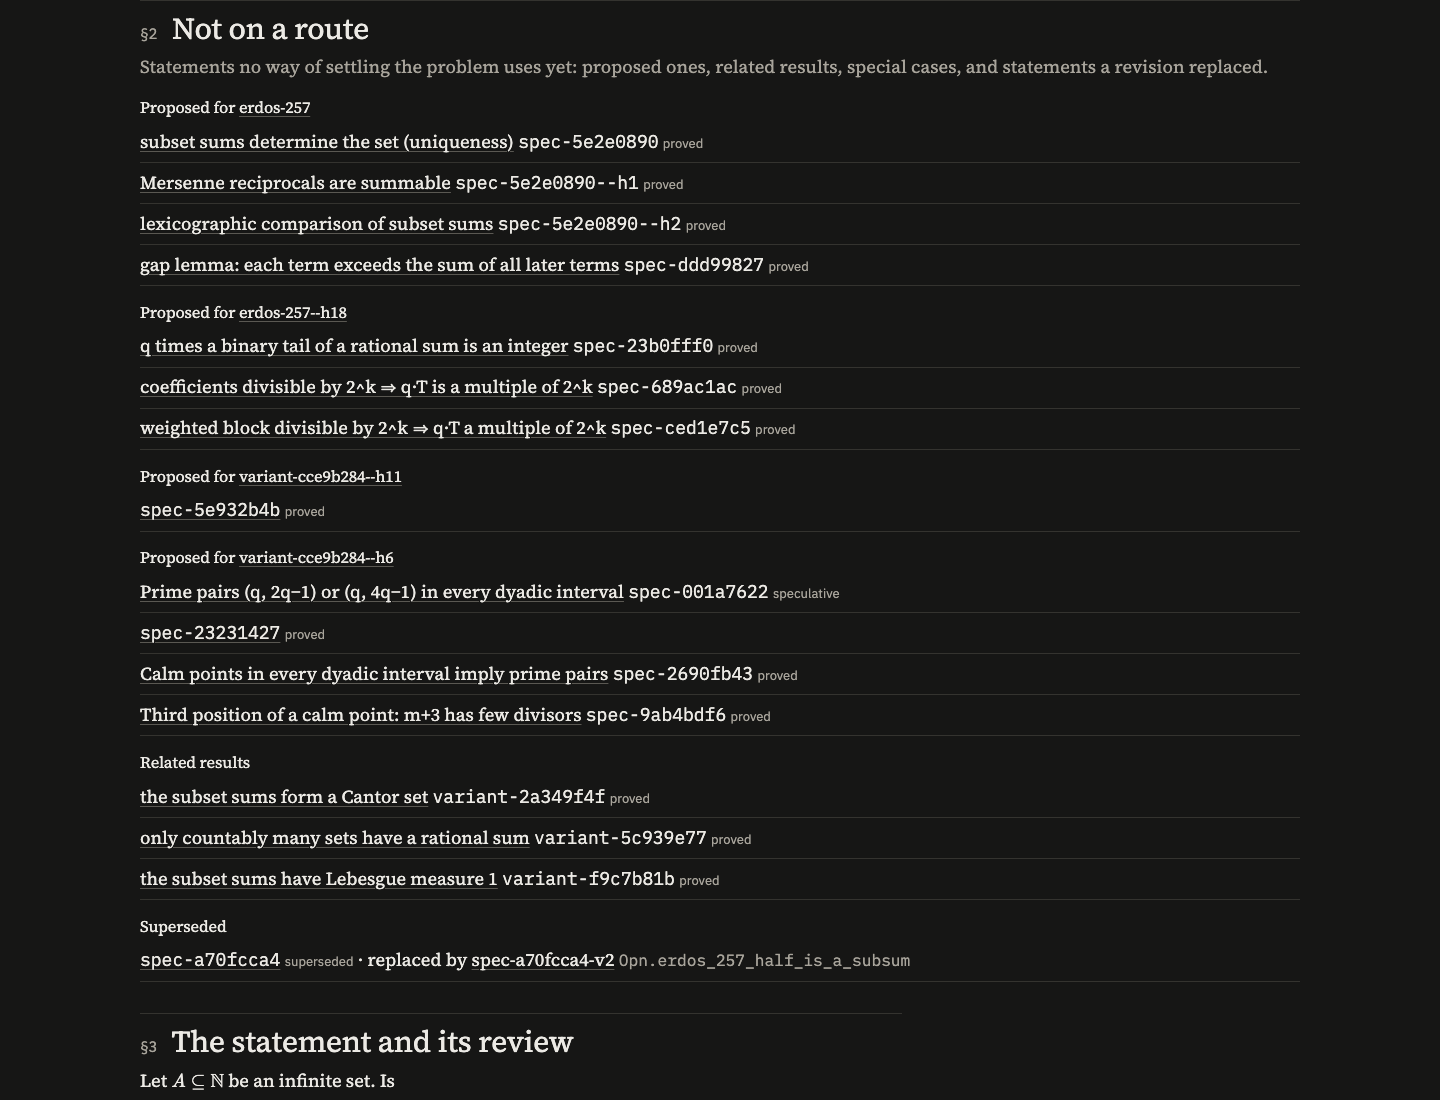 §2 Not on a route
Statements no way of settling the problem uses yet: proposed ones, related results, special cases, and statements a revision replaced.
Proposed for erdos-257
subset sums determine the set (uniqueness) spec-5e2e0890 proved
Mersenne reciprocals are summable spec-5e2e0890--h1 proved
lexicographic comparison of subset sums spec-5e2e0890--h2 proved
gap lemma: each term exceeds the sum of all later terms spec-ddd99827 proved
Proposed for erdos-257--h18
q times a binary tail of a rational sum is an integer spec-23b0fff0 proved
coefficients divisible by 2^k ⇒ q·T is a multiple of 2^k spec-689ac1ac proved
weighted block divisible by 2^k ⇒ q·T a multiple of 2^k spec-ced1e7c5 proved
Proposed for variant-cce9b284--h11
spec-5e932b4b proved
Proposed for variant-cce9b284--h6
Prime pairs (q, 2q−1) or (q, 4q−1) in every dyadic interval spec-001a7622 speculative
spec-23231427 proved
Calm points in every dyadic interval imply prime pairs spec-2690fb43 proved
Third position of a calm point: m+3 has few divisors spec-9ab4bdf6 proved
Related results
the subset sums form a Cantor set variant-2a349f4f proved
only countably many sets have a rational sum variant-5c939e77 proved
the subset sums have Lebesgue measure 1 variant-f9c7b81b proved
Superseded
spec-a70fcca4 superseded · replaced by spec-a70fcca4-v2 Opn.erdos_257_half_is_a_subsum
§3 The statement and its review
Let A ⊆ ℕ be an infinite set. Is